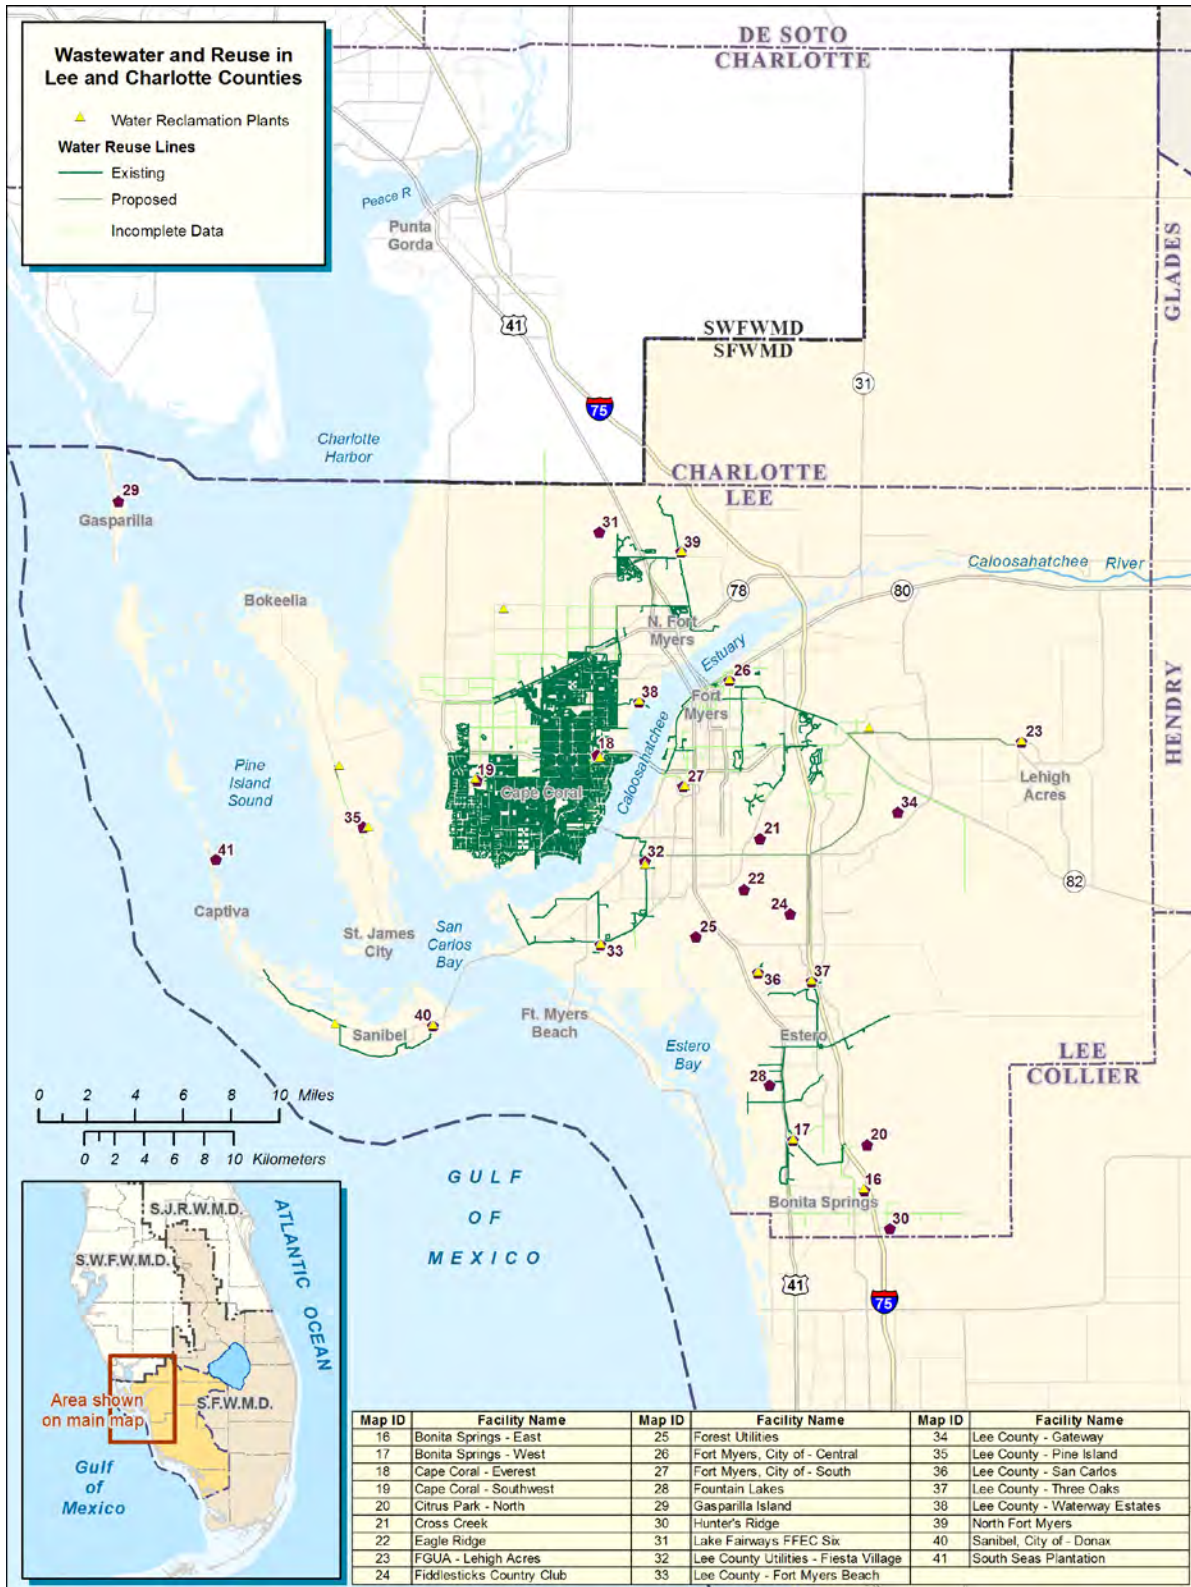 Wastewater and Reuse in
Lee and Charlotte Counties
Water Reclamation Plants
Water Reuse Lines
Existing
Proposed
Incomplete Data
DE SOTO
CHARLOTTE
GLADES
Peace R
Punta
Gorda
41
SWFWMD
SFWMD
31
75
Charlotte
Harbor
CHARLOTTE
LEE
29
Gasparilla
31
39
Caloosahatchee River
78
80
Bokeella
N. Fort
Myers
Estuary
26
Fort
Myers
38
HENDRY
18
23
Lehigh
Acres
Caloosahatchee
Pine
Island
Sound
19
Cape Coral
27
34
35
21
41
32
22
82
Captiva
24
St. James
City
San
Carlos
Bay
25
33
36
37
40
Sanibel
Ft. Myers
Beach
Estero
Estero
Bay
LEE
COLLIER
28
0 2 4 6 8 10 Miles
0 2 4 6 8 10 Kilometers
17
20
16
Bonita Springs
30
GULF
OF
MEXICO
41
75
S.J.R.W.M.D.
S.W.F.W.M.D.
ATLANTIC OCEAN
S.F.W.M.D.
Area shown
on main map
Gulf
of
Mexico
Map ID Facility Name Map ID Facility Name Map ID Facility Name
16 Bonita Springs - East 25 Forest Utilities 34 Lee County - Gateway
17 Bonita Springs - West 26 Fort Myers, City of - Central 35 Lee County - Pine Island
18 Cape Coral - Everest 27 Fort Myers, City of - South 36 Lee County - San Carlos
19 Cape Coral - Southwest 28 Fountain Lakes 37 Lee County - Three Oaks
20 Citrus Park - North 29 Gasparilla Island 38 Lee County - Waterway Estates
21 Cross Creek 30 Hunter's Ridge 39 North Fort Myers
22 Eagle Ridge 31 Lake Fairways FFEC Six 40 Sanibel, City of - Donax
23 FGUA - Lehigh Acres 32 Lee County Utilities - Fiesta Village 41 South Seas Plantation
24 Fiddlesticks Country Club 33 Lee County - Fort Myers Beach